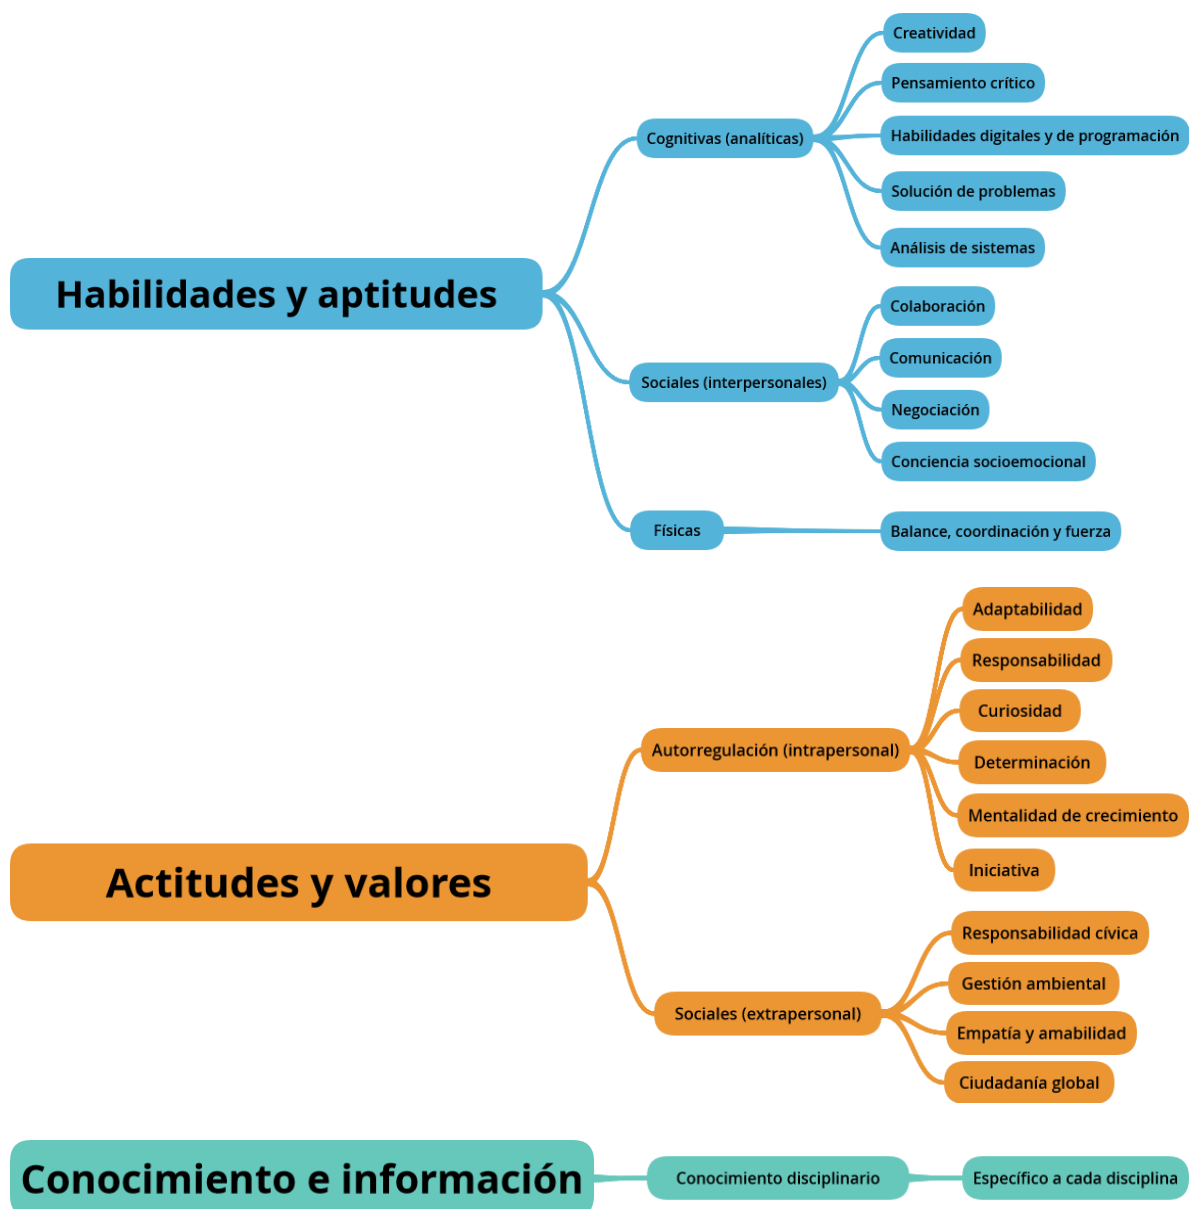 Habilidades y aptitudes
Cognitivas (analíticas)
Creatividad
Pensamiento crítico
Habilidades digitales y de programación
Solución de problemas
Análisis de sistemas
Sociales (interpersonales)
Colaboración
Comunicación
Negociación
Conciencia socioemocional
Físicas
Balance, coordinación y fuerza
Actitudes y valores
Autorregulación (intrapersonal)
Adaptabilidad
Responsabilidad
Curiosidad
Determinación
Mentalidad de crecimiento
Iniciativa
Sociales (extrapersonal)
Responsabilidad cívica
Gestión ambiental
Empatía y amabilidad
Ciudadanía global
Conocimiento e información
Conocimiento disciplinario
Específico a cada disciplina